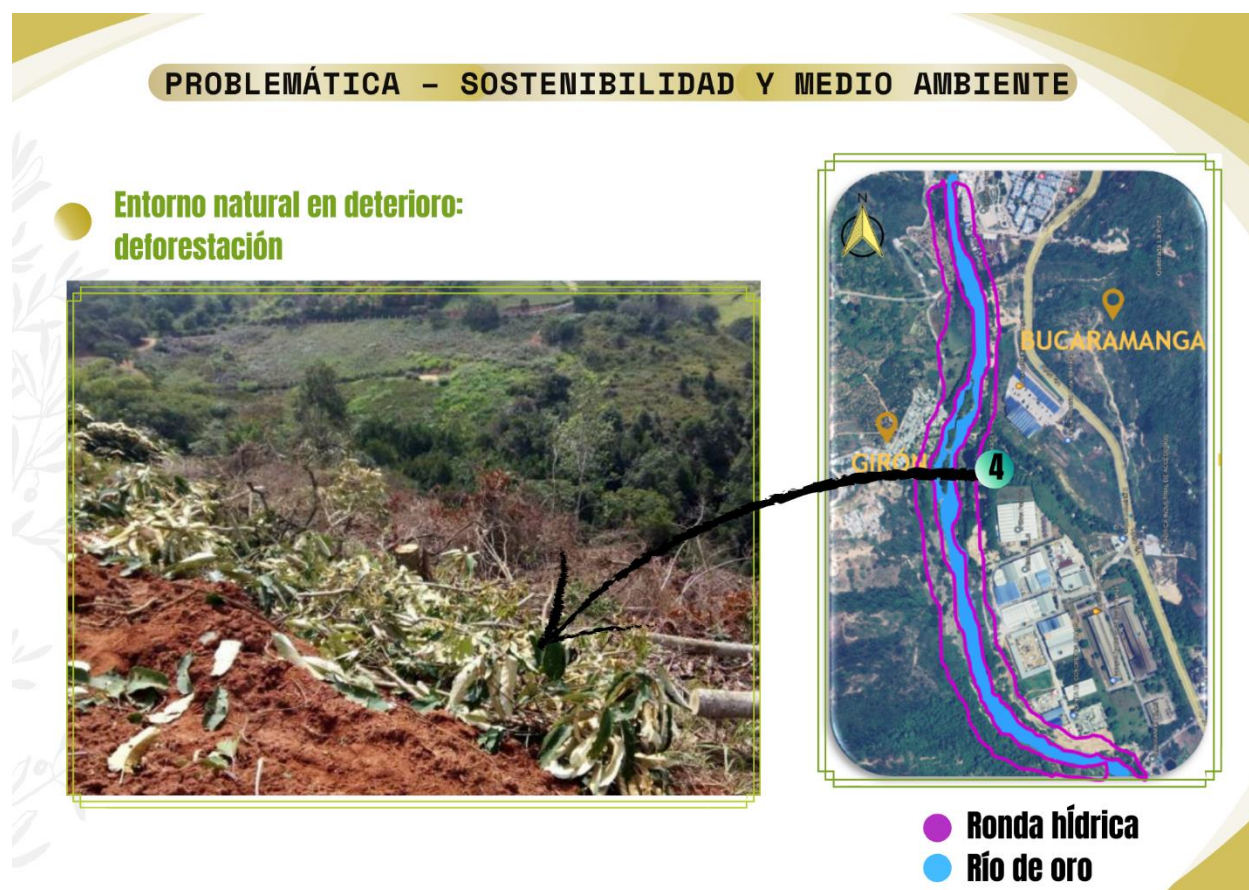 PROBLEMÁTICA – SOSTENIBILIDAD Y MEDIO AMBIENTE
Entorno natural en deterioro:
deforestación
N
BUCARAMANGA
GIRÓN
4
Ronda hídrica
Río de oro